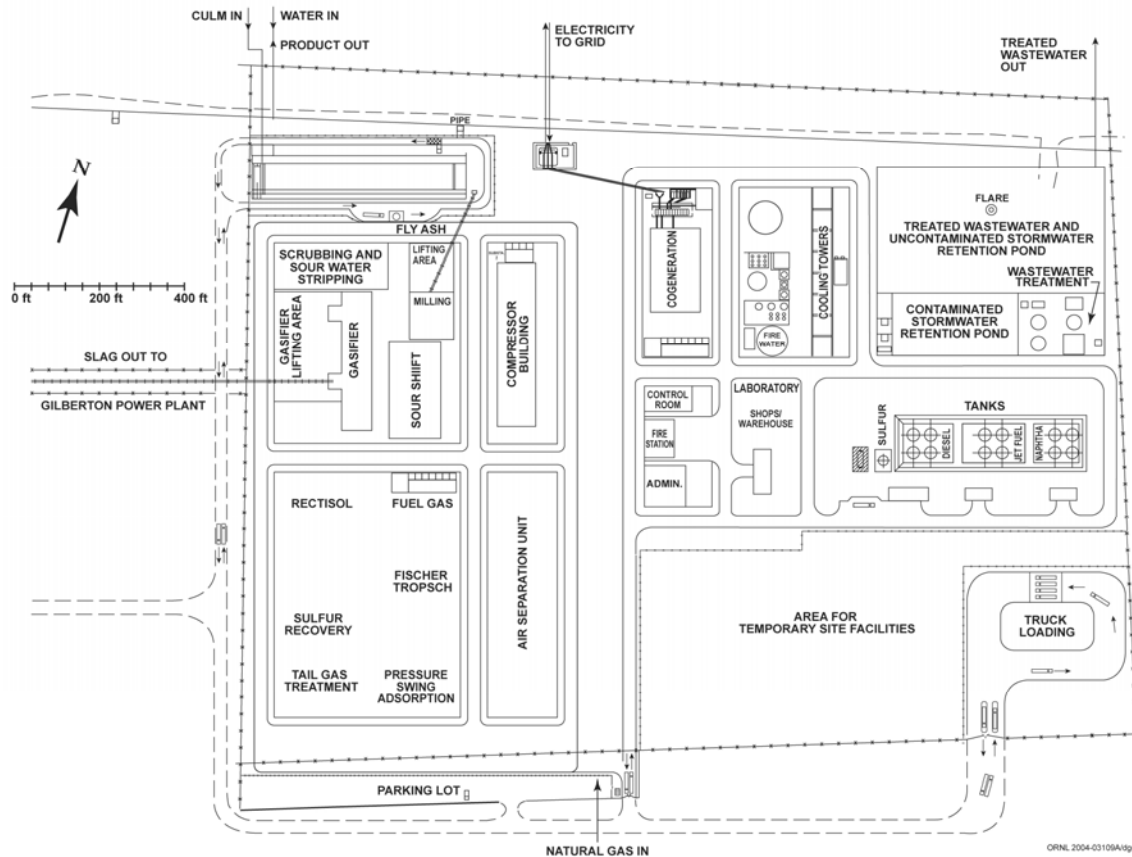 CULM IN
WATER IN
PRODUCT OUT
ELECTRICITY
TO GRID
TREATED
WASTEWATER
OUT
PIPE
N
0 ft
200 ft
400 ft
FLY ASH
SCRUBBING AND
SOUR WATER
STRIPPING
LIFTING
AREA
MILLING
GASIFIER
LIFTING AREA
GASIFIER
SOUR SHIIFT
COMPRESSOR
BUILDING
COGENERATION
FIRE
WATER
COOLING TOWERS
FLARE
TREATED WASTEWATER AND
UNCONTAMINATED STORMWATER
RETENTION POND
WASTEWATER
TREATMENT
CONTAMINATED
STORMWATER
RETENTION POND
SLAG OUT TO
GILBERTON POWER PLANT
CONTROL
ROOM
FIRE
STATION
ADMIN.
LABORATORY
SHOPS/
WAREHOUSE
TANKS
SULFUR
DIESEL
JET FUEL
NAPHTHA
RECTISOL
FUEL GAS
FISCHER
TROPSCH
SULFUR
RECOVERY
TAIL GAS
TREATMENT
PRESSURE
SWING
ADSORPTION
AIR SEPARATION UNIT
AREA FOR
TEMPORARY SITE FACILITIES
TRUCK
LOADING
PARKING LOT
NATURAL GAS IN